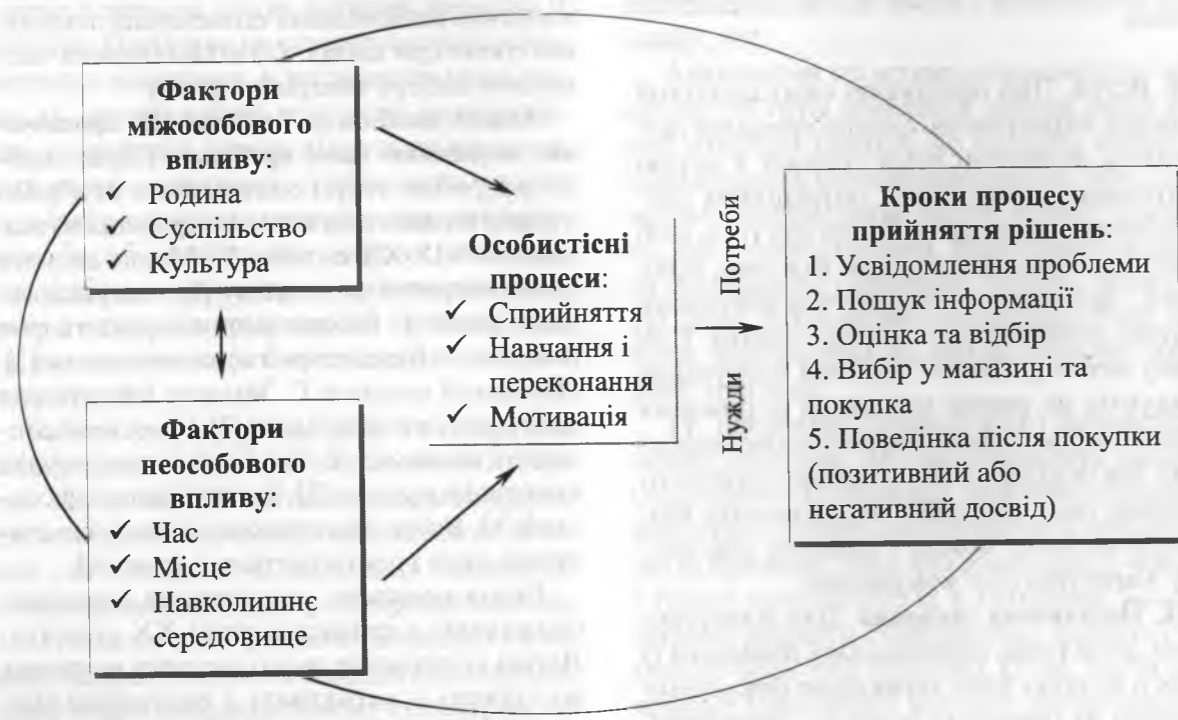 Фактори
міжособового
впливу:
✓ Родина
✓ Суспільство
✓ Культура
Фактори
неособового
впливу:
✓ Час
✓ Місце
✓ Навколишнє
середовище
Особистісні
процеси:
✓ Сприйняття
✓ Навчання і
переконання
✓ Мотивація
Потреби
Нужди
Кроки процесу
прийняття рішень:
1. Усвідомлення проблеми
2. Пошук інформації
3. Оцінка та відбір
4. Вибір у магазині та
покупка
5. Поведінка після покупки
(позитивний або
негативний досвід)